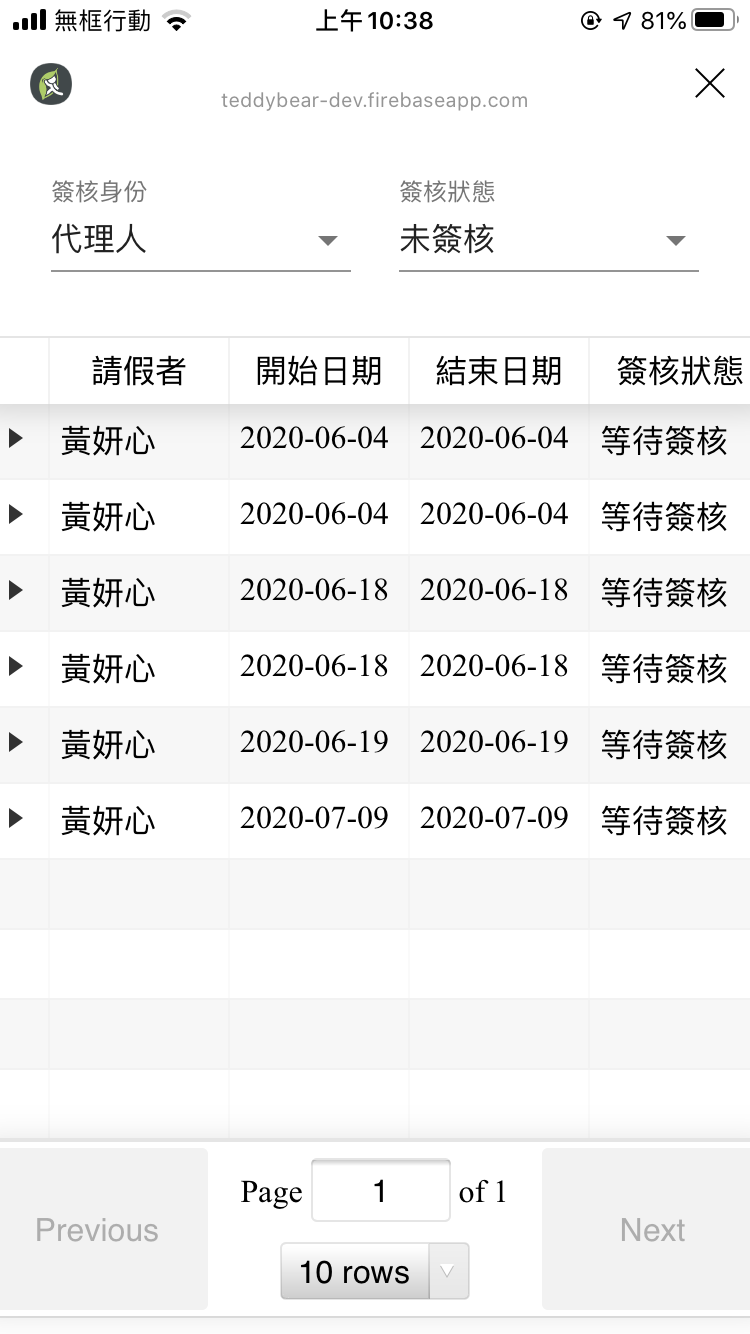 無框行動 上午10:38 81%
teddybear-dev.firebaseapp.com
簽核身份 簽核狀態
代理人 未簽核
請假者 開始日期 結束日期 簽核狀態
黃妍心 2020-06-04 2020-06-04 等待簽核
黃妍心 2020-06-04 2020-06-04 等待簽核
黃妍心 2020-06-18 2020-06-18 等待簽核
黃妍心 2020-06-18 2020-06-18 等待簽核
黃妍心 2020-06-19 2020-06-19 等待簽核
黃妍心 2020-07-09 2020-07-09 等待簽核
Page 1 of 1
Previous Next
10 rows